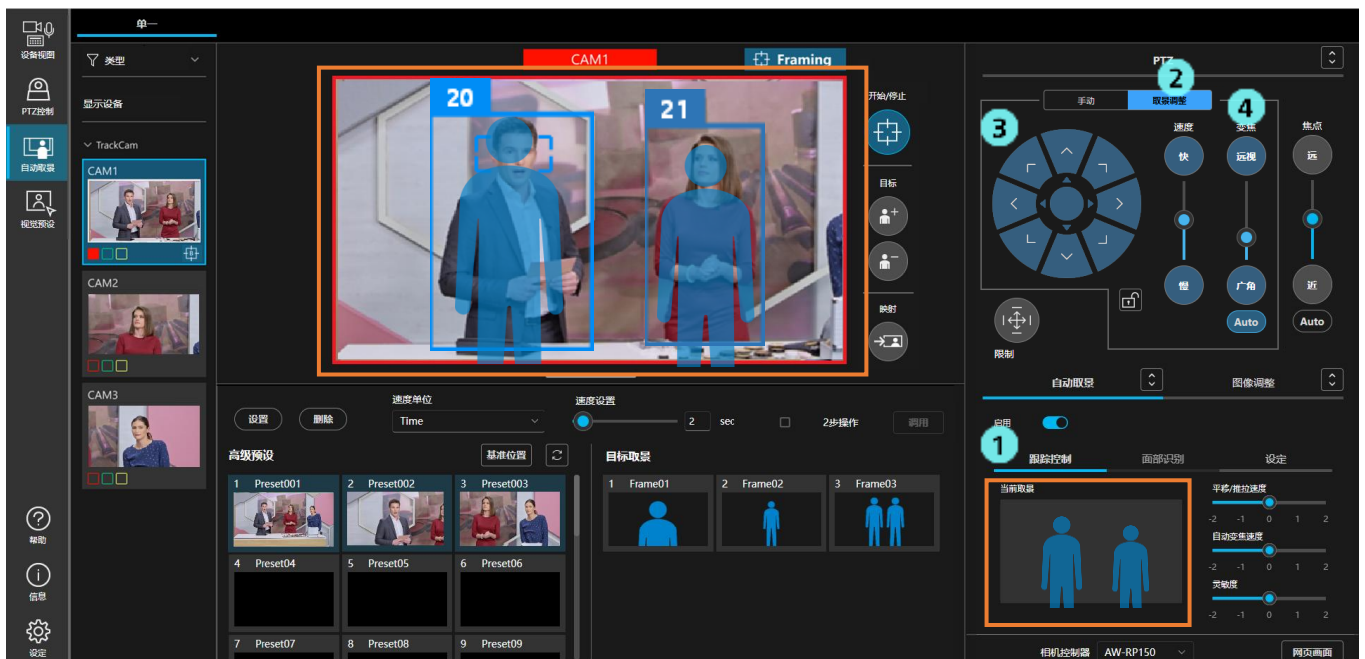 设备视图
PTZ控制
自动取景
视觉预设
帮助
信息
设定
单一
类型
显示设备
TrackCam
CAM1
CAM2
CAM3
CAM1
Framing
20
21
开始/停止
目标
映射
设置
删除
速度单位
Time
速度设置
2 sec
2步操作
调用
高级预设
基准位置
1 Preset001
2 Preset002
3 Preset003
4 Preset04
5 Preset05
6 Preset06
7 Preset07
8 Preset08
9 Preset09
目标取景
1 Frame01
2 Frame02
3 Frame03
PTZ
2
手动
取景调整
3
4
速度
变焦
焦点
快
远视
远
慢
广角
近
Auto
Auto
限制
自动取景
图像调整
启用
1
跟踪控制
面部识别
设定
当前取景
平移/推拉速度
-2 -1 0 1 2
自动变焦速度
-2 -1 0 1 2
灵敏度
-2 -1 0 1 2
相机控制器
AW-RP150
网页画面